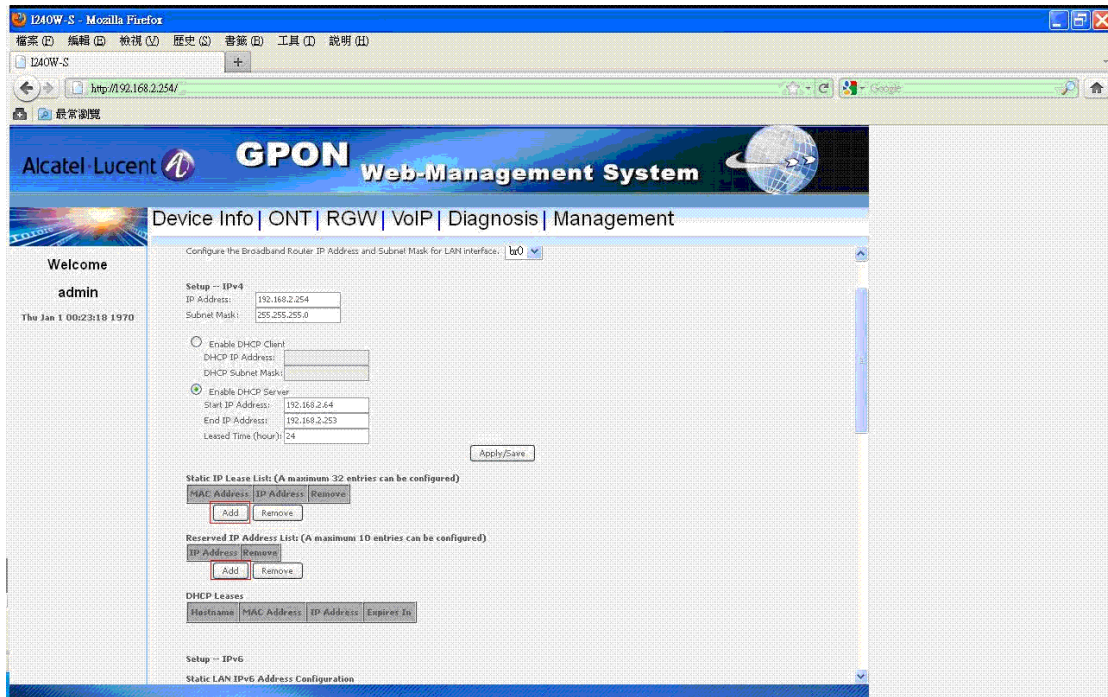 I240W-S - Mozilla Firefox
檔案(F) 編輯(E) 檢視(V) 歷史(S) 書籤(B) 工具(T) 說明(H)
I240W-S +
http://192.168.2.254/
Google
最常瀏覽
Alcatel·Lucent
GPON
Web-Management System
Device Info | ONT | RGW | VoIP | Diagnosis | Management
Welcome
admin
Thu Jan 1 00:23:18 1970
Configure the Broadband Router IP Address and Subnet Mask for LAN interface. br0
Setup -- IPv4
IP Address: 192.168.2.254
Subnet Mask: 255.255.255.0
Enable DHCP Client
DHCP IP Address:
DHCP Subnet Mask:
Enable DHCP Server
Start IP Address: 192.168.2.64
End IP Address: 192.168.2.253
Leased Time (hour): 24
Apply/Save
Static IP Lease List: (A maximum 32 entries can be configured)
MAC Address IP Address Remove
Add Remove
Reserved IP Address List: (A maximum 10 entries can be configured)
IP Address Remove
Add Remove
DHCP Leases
Hostname MAC Address IP Address Expires In
Setup -- IPv6
Static LAN IPv6 Address Configuration